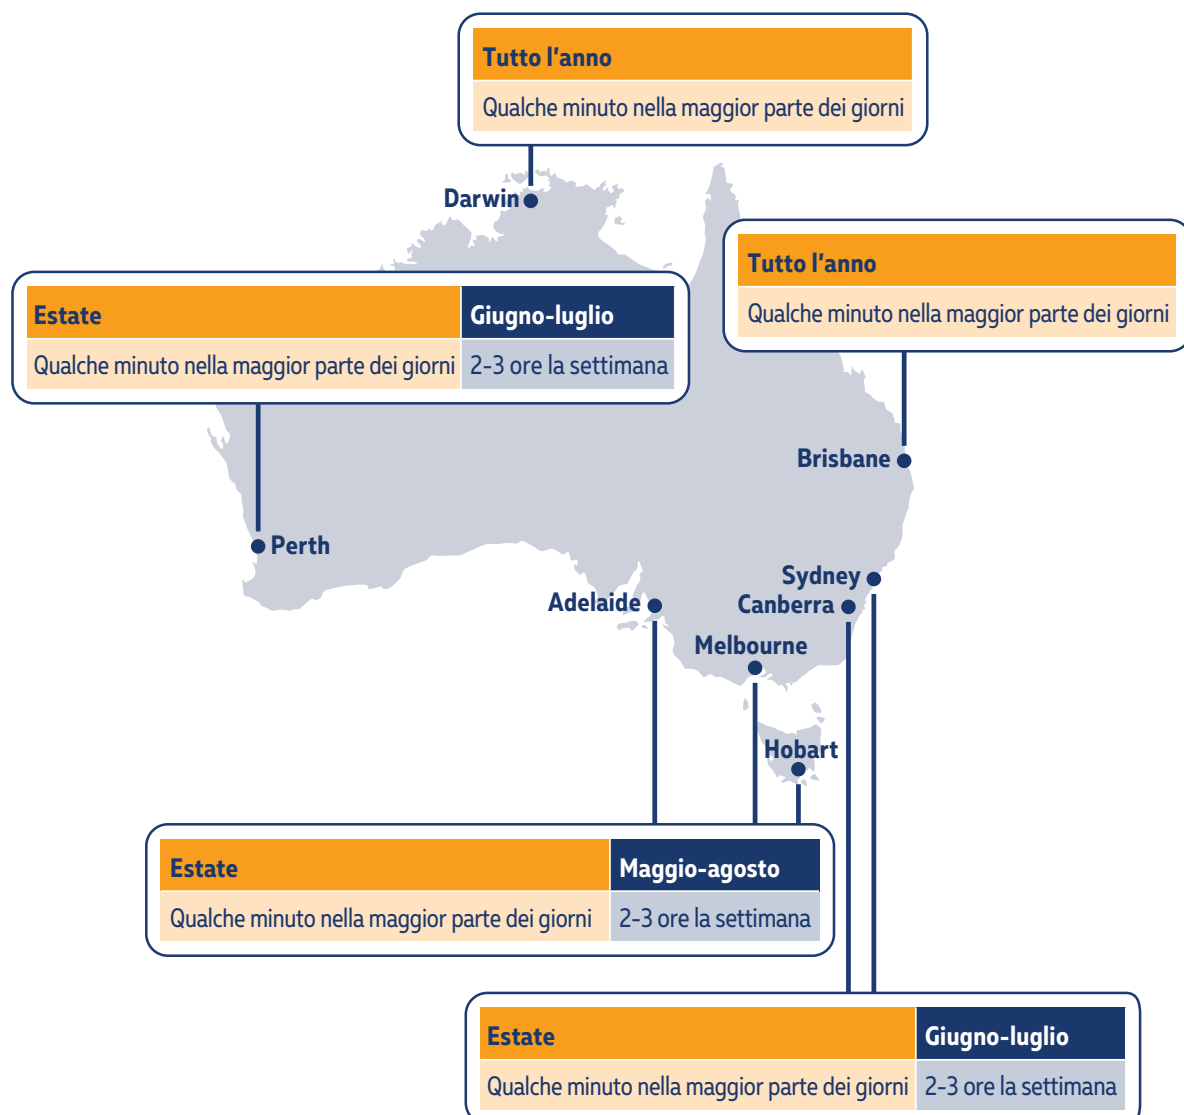 Tutto l'anno
Qualche minuto nella maggior parte dei giorni
Darwin
Tutto l'anno
Qualche minuto nella maggior parte dei giorni
Estate Giugno-luglio
Qualche minuto nella maggior parte dei giorni 2-3 ore la settimana
Brisbane
Perth
Sydney
Adelaide
Canberra
Melbourne
Hobart
Estate Maggio-agosto
Qualche minuto nella maggior parte dei giorni 2-3 ore la settimana
Estate Giugno-luglio
Qualche minuto nella maggior parte dei giorni 2-3 ore la settimana